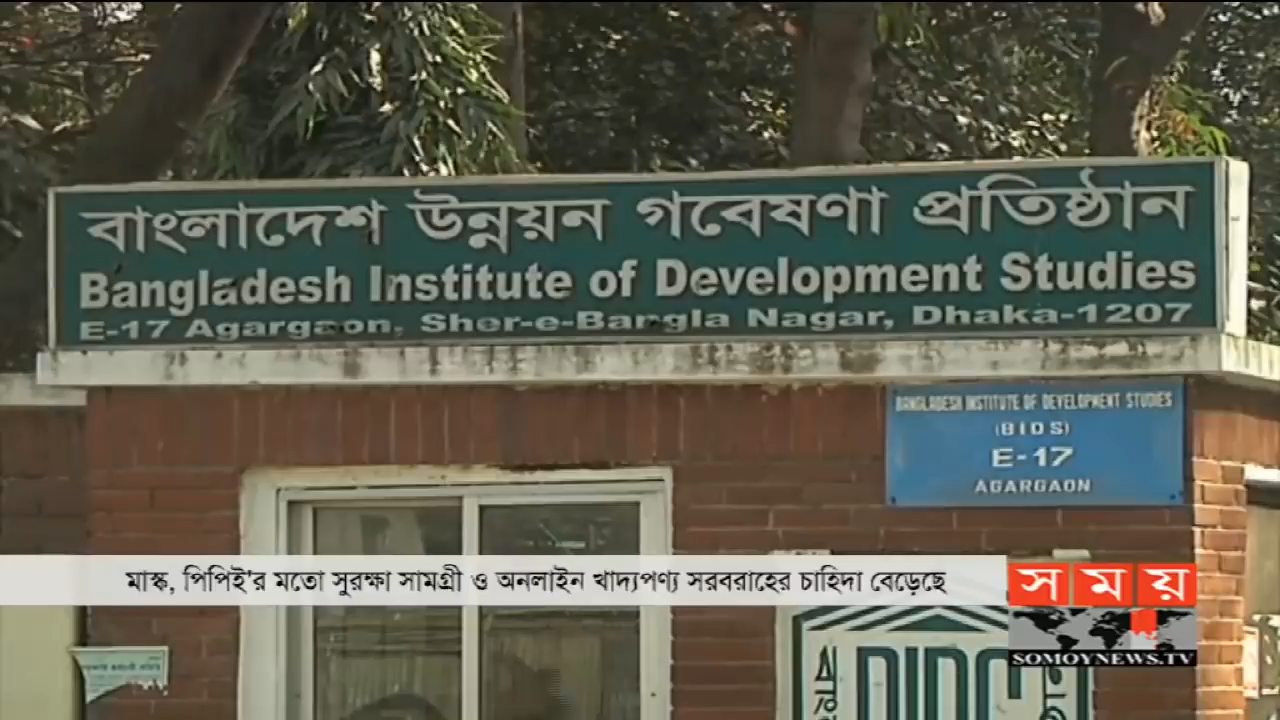 বাংলাদেশ উন্নয়ন গবেষণা প্রতিষ্ঠান
Bangladesh Institute of Development Studies
E-17 Agargaon, Sher-e-Bangla Nagar, Dhaka-1207
BANGLADESH INSTITUTE OF DEVELOPMENT STUDIES
(BIDS)
E-17
AGARGAON
মাস্ক, পিপিই'র মতো সুরক্ষা সামগ্রী ও অনলাইন খাদ্যপণ্য সরবরাহের চাহিদা বেড়েছে
সময়
SOMOYNEWS.TV